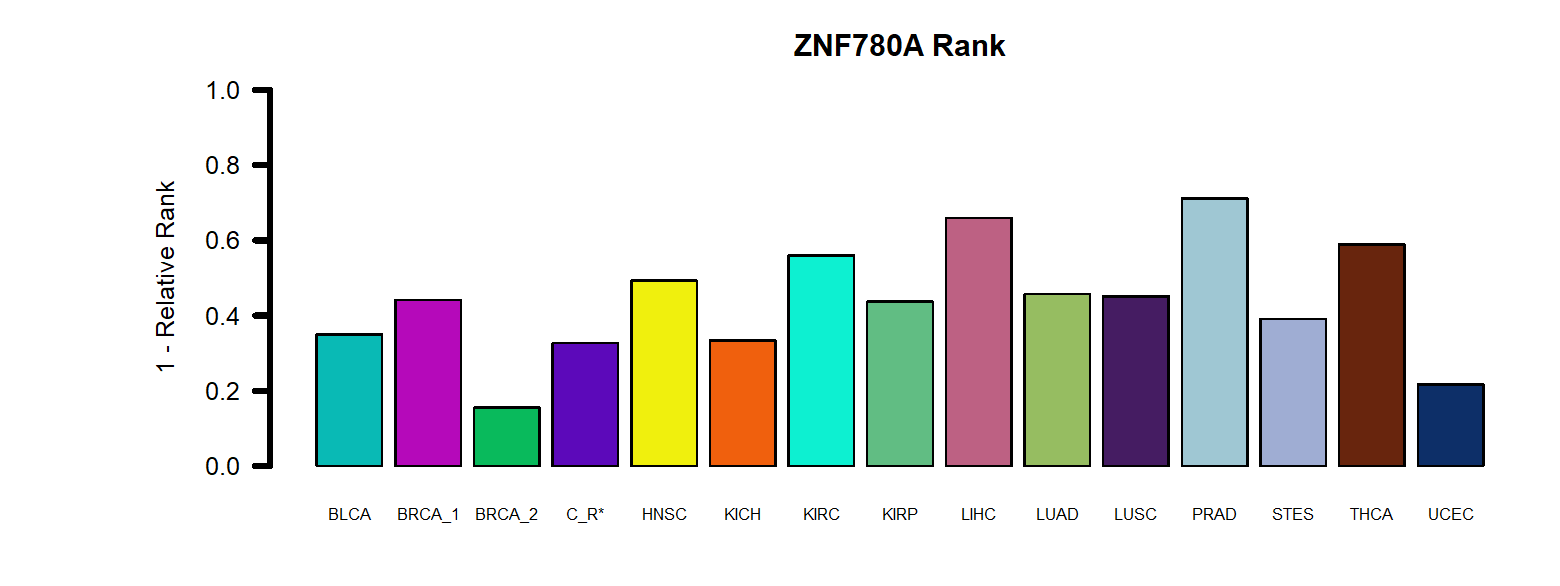 ZNF780A Rank
1 - Relative Rank
1.0
0.8
0.6
0.4
0.2
0.0
BLCA BRCA_1 BRCA_2 C_R* HNSC KICH KIRC KIRP LIHC LUAD LUSC PRAD STES THCA UCEC